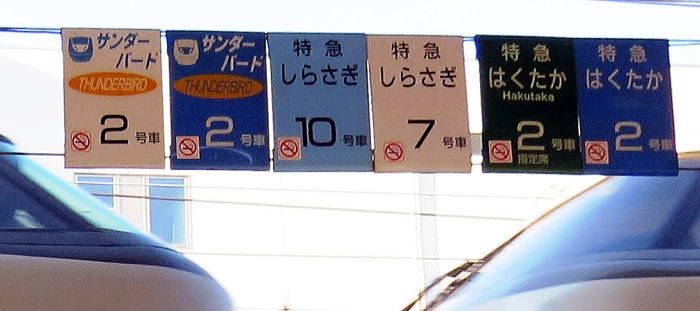 サンダー
バード
THUNDERBIRD
2号車
サンダー
バード
THUNDERBIRD
2号車
特急
しらさぎ
10号車
特急
しらさぎ
7号車
特急
はくたか
Hakutaka
2号車
指定席
特急
はくたか
2号車